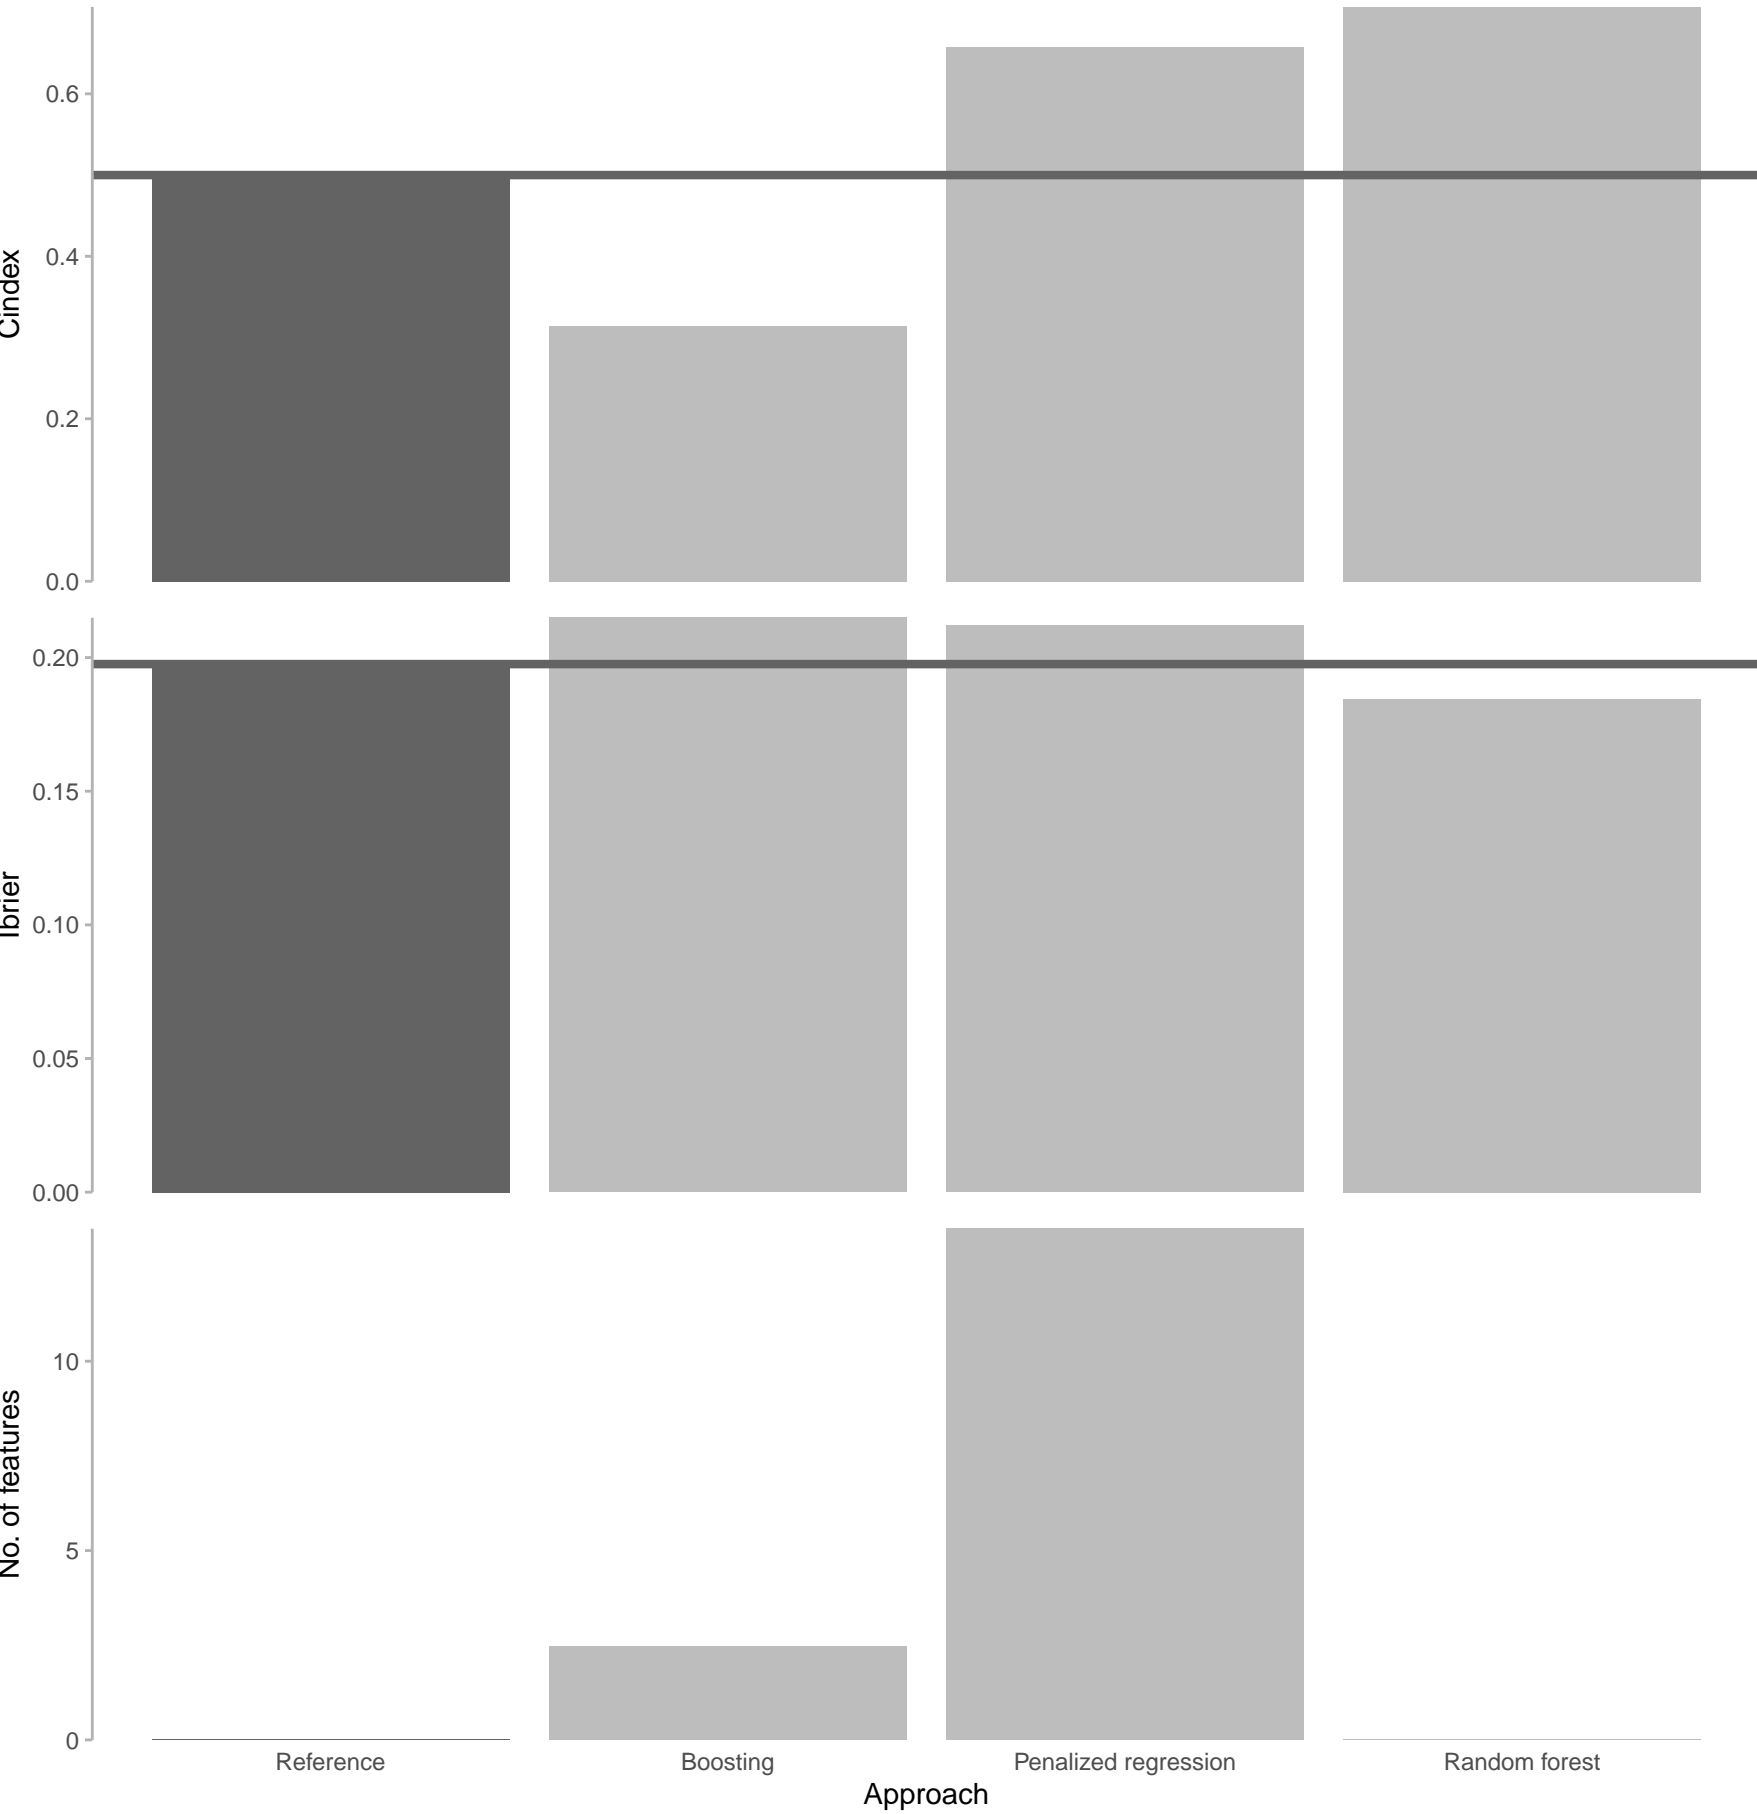 Cindex
0.6
0.4
0.2
0.0
Ibrier
0.20
0.15
0.10
0.05
0.00
No. of features
10
5
0
Reference Boosting Penalized regression Random forest
Approach